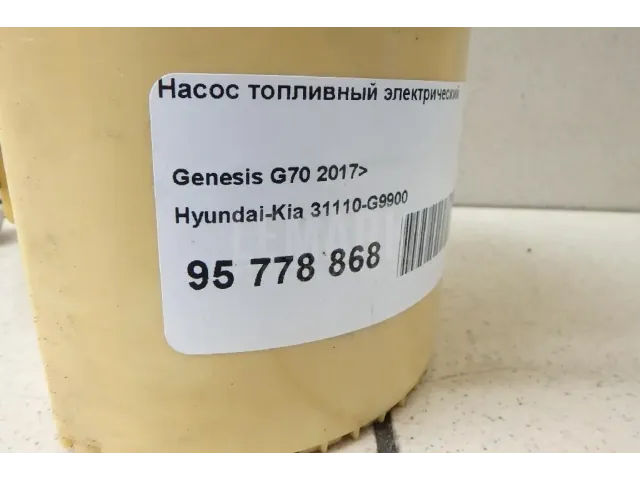 Насос топливный электрический
Genesis G70 2017>
Hyundai-Kia 31110-G9900
95 778 868